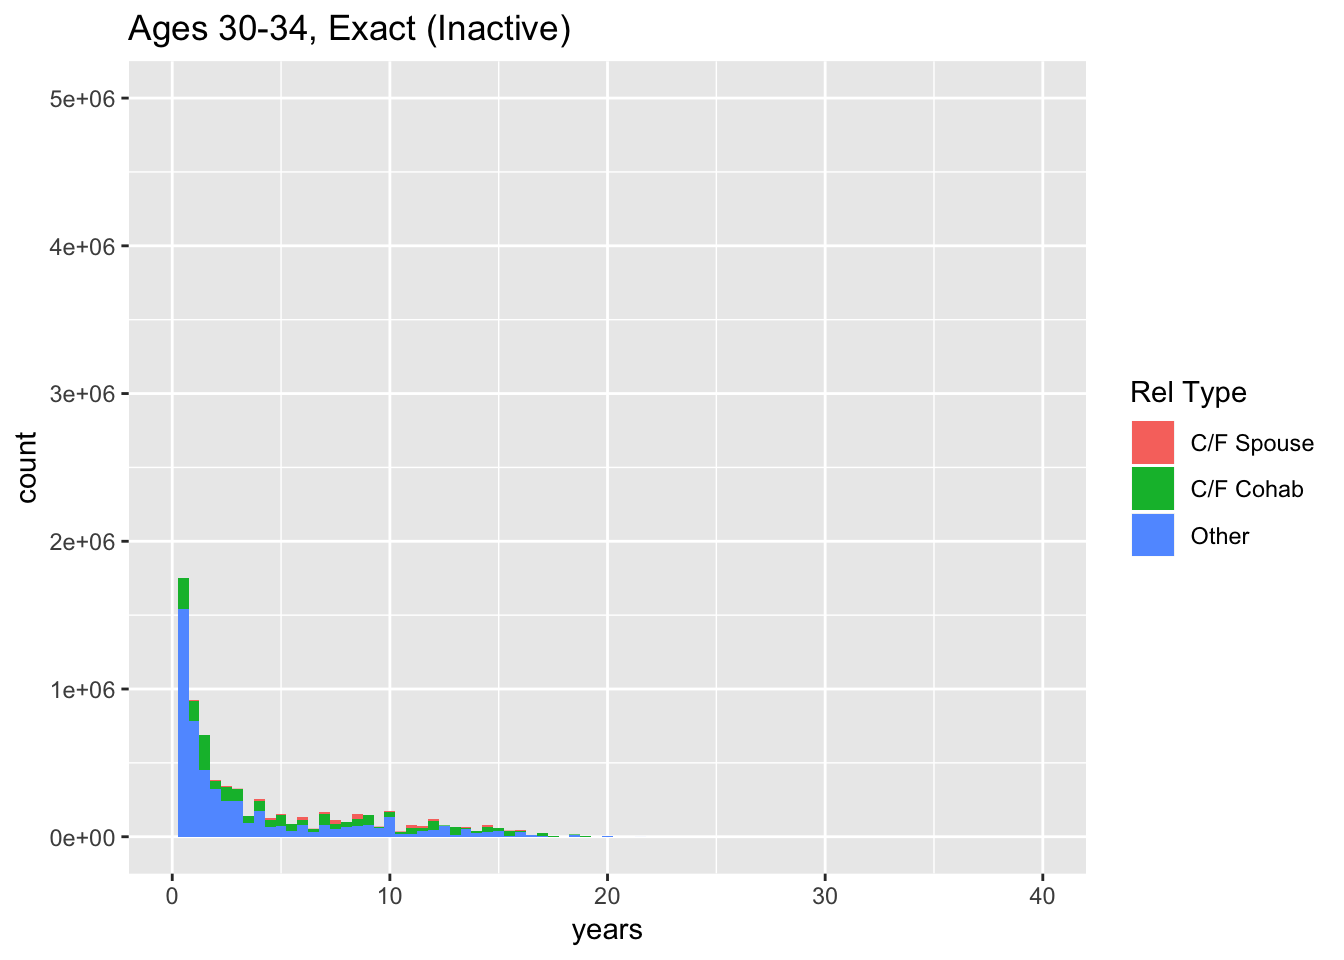 Ages 30-34, Exact (Inactive)
5e+06
4e+06
3e+06
2e+06
1e+06
0e+00
count
0 10 20 30 40
years
Rel Type
C/F Spouse
C/F Cohab
Other